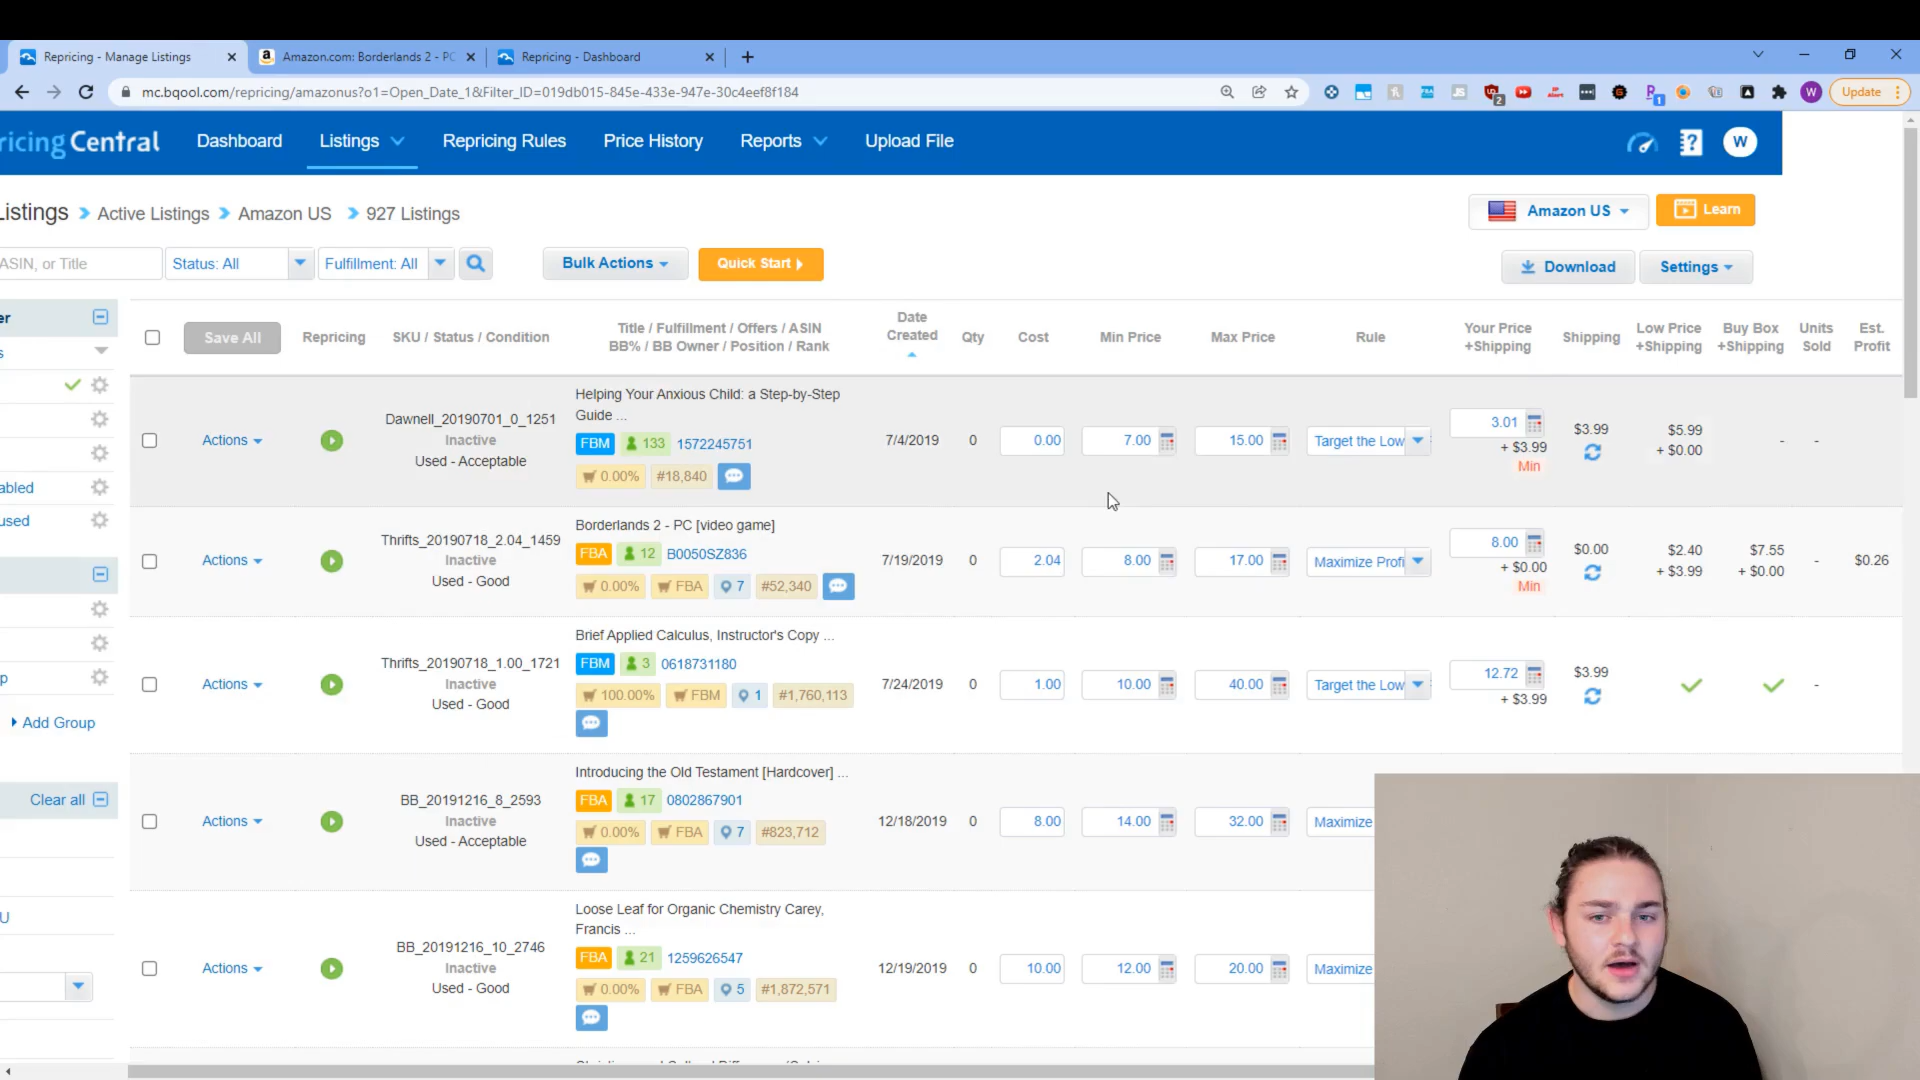 Repricing - Manage Listings
Amazon.com: Borderlands 2 - PC
Repricing - Dashboard
mc.bqool.com/repricing/amazonus?o1=Open_Date_1&Filter_ID=019db015-845e-433e-947e-30c4eef8f184
W
Update
ricing Central
Dashboard
Listings
Repricing Rules
Price History
Reports
Upload File
W
Listings
Active Listings
Amazon US
927 Listings
Amazon US
Learn
ASIN, or Title
Status: All
Fulfillment: All
Bulk Actions
Quick Start
Download
Settings
er
s
abled
used
p
Add Group
Clear all
U
Save All
Repricing
SKU / Status / Condition
Title / Fulfillment / Offers / ASIN
BB% / BB Owner / Position / Rank
Date
Created
Qty
Cost
Min Price
Max Price
Rule
Your Price
+Shipping
Shipping
Low Price
+Shipping
Buy Box
+Shipping
Units
Sold
Est.
Profit
Actions
Dawnell_20190701_0_1251
Inactive
Used - Acceptable
Helping Your Anxious Child: a Step-by-Step
Guide ...
FBM 133 1572245751
0.00% #18,840
7/4/2019
0
0.00
7.00
15.00
Target the Low
3.01
+ $3.99
Min
$3.99
$5.99
+ $0.00
-
-
Actions
Thrifts_20190718_2.04_1459
Inactive
Used - Good
Borderlands 2 - PC [video game]
FBA 12 B0050SZ836
0.00% FBA 7 #52,340
7/19/2019
0
2.04
8.00
17.00
Maximize Profi
8.00
+ $0.00
Min
$0.00
$2.40
+ $3.99
$7.55
+ $0.00
-
$0.26
Actions
Thrifts_20190718_1.00_1721
Inactive
Used - Good
Brief Applied Calculus, Instructor's Copy ...
FBM 3 0618731180
100.00% FBM 1 #1,760,113
7/24/2019
0
1.00
10.00
40.00
Target the Low
12.72
+ $3.99
$3.99
-
Actions
BB_20191216_8_2593
Inactive
Used - Acceptable
Introducing the Old Testament [Hardcover] ...
FBA 17 0802867901
0.00% FBA 7 #823,712
12/18/2019
0
8.00
14.00
32.00
Maximize
Actions
BB_20191216_10_2746
Inactive
Used - Good
Loose Leaf for Organic Chemistry Carey,
Francis ...
FBA 21 1259626547
0.00% FBA 5 #1,872,571
12/19/2019
0
10.00
12.00
20.00
Maximize